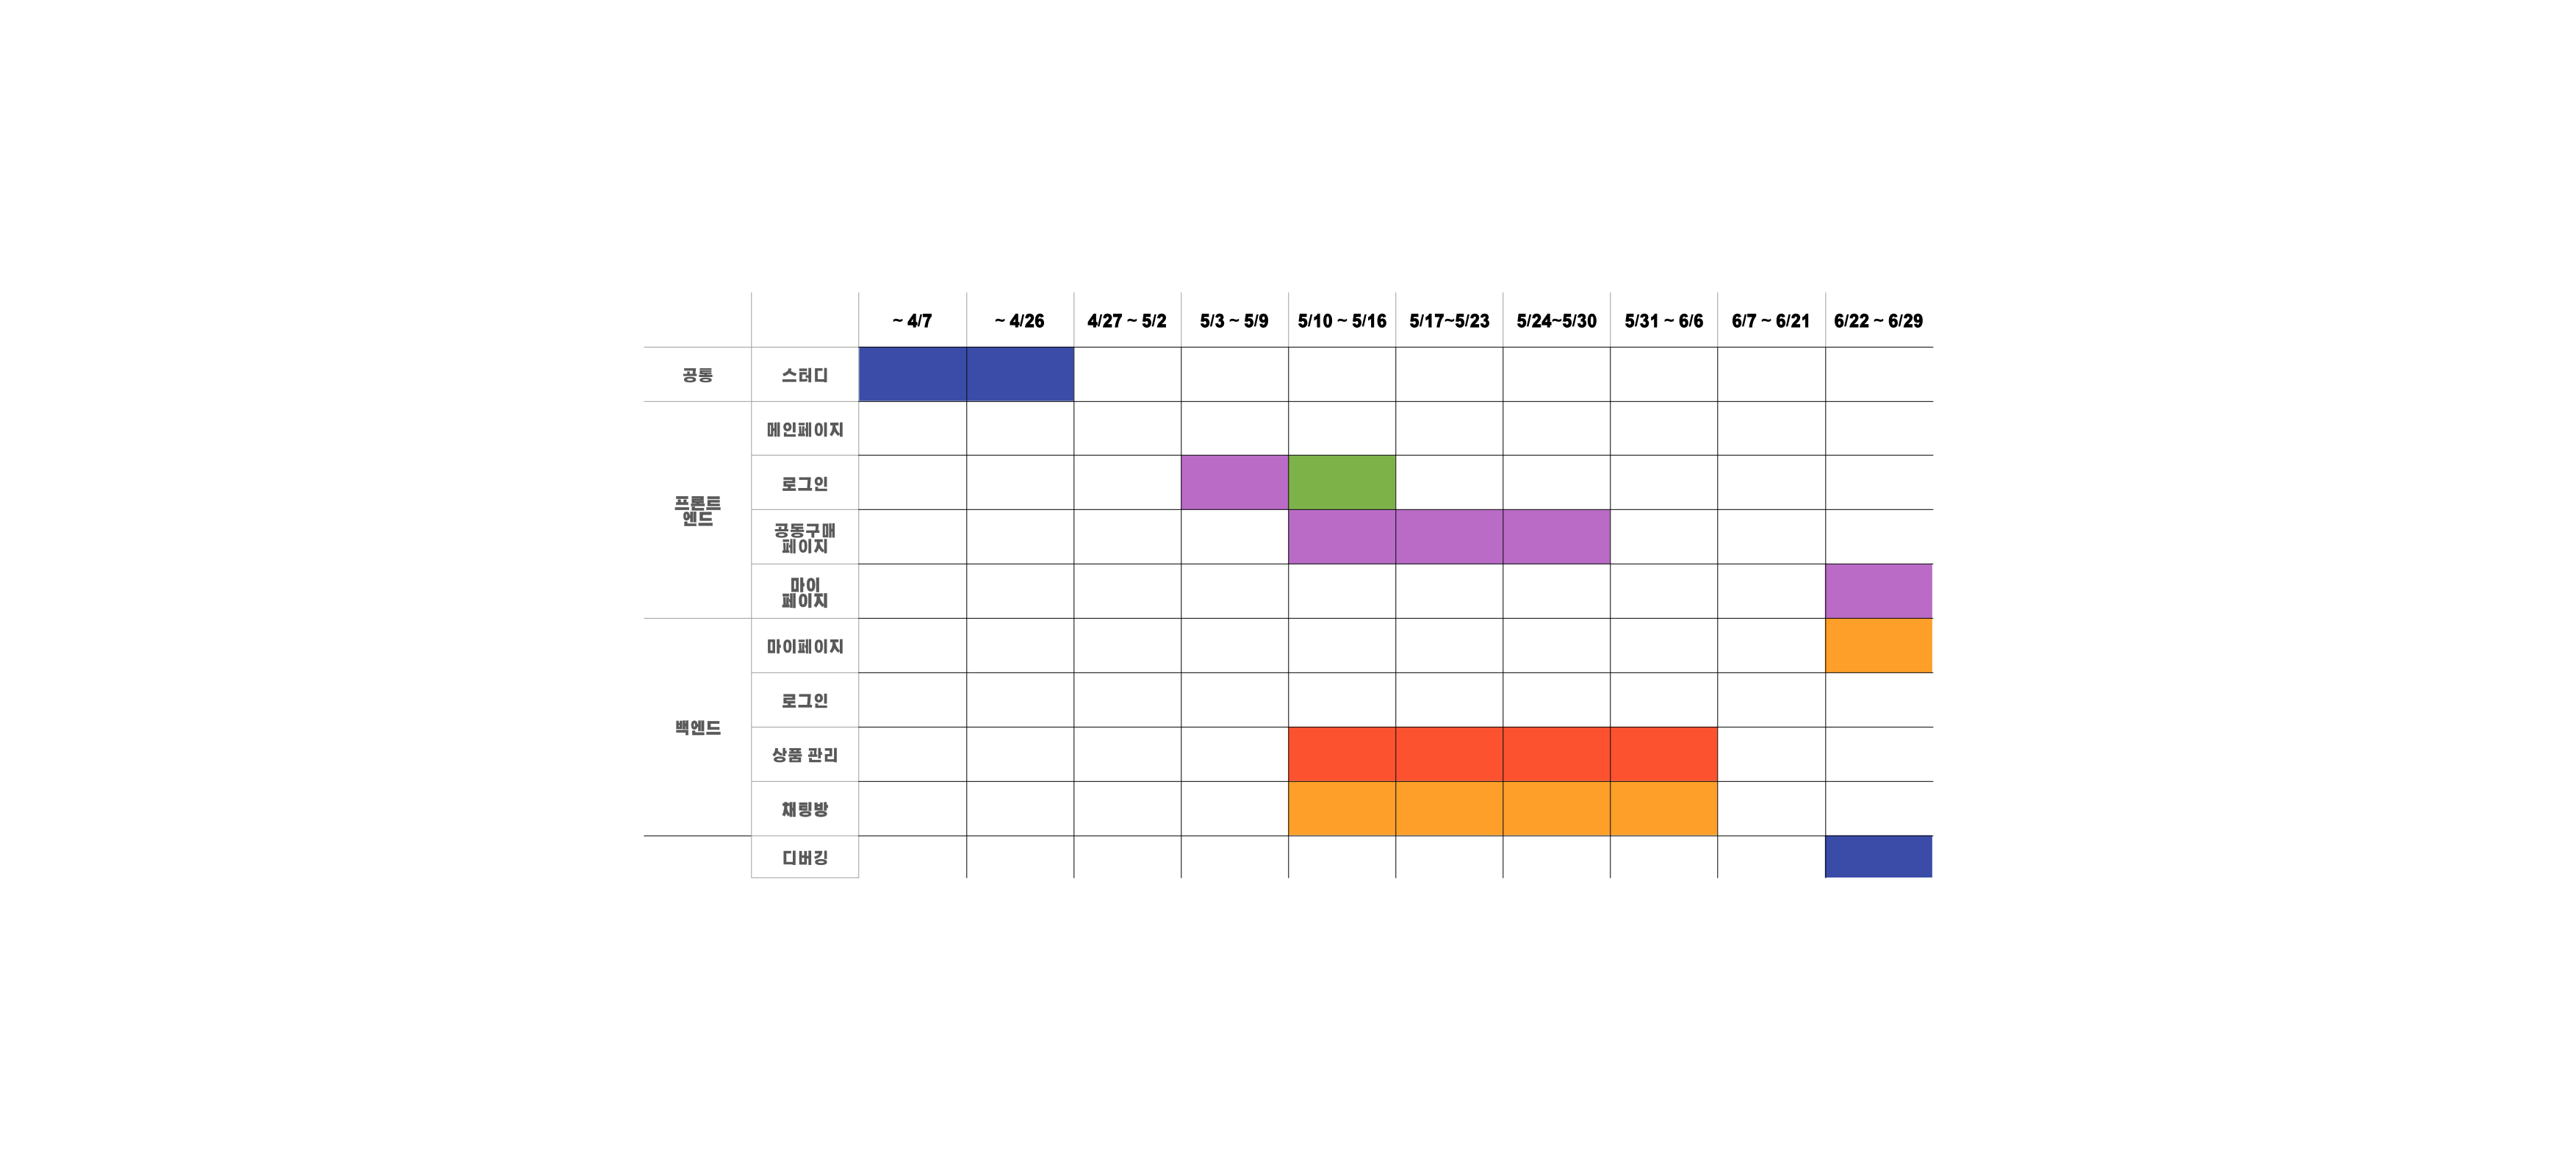 ~ 4/7
~ 4/26
4/27 ~ 5/2
5/3 ~ 5/9
5/10 ~ 5/16
5/17~5/23
5/24~5/30
5/31 ~ 6/6
6/7 ~ 6/21
6/22 ~ 6/29
공통
스터디
프론트
엔드
메인페이지
로그인
공동구매
페이지
마이
페이지
백엔드
마이페이지
로그인
상품 관리
채팅방
디버깅